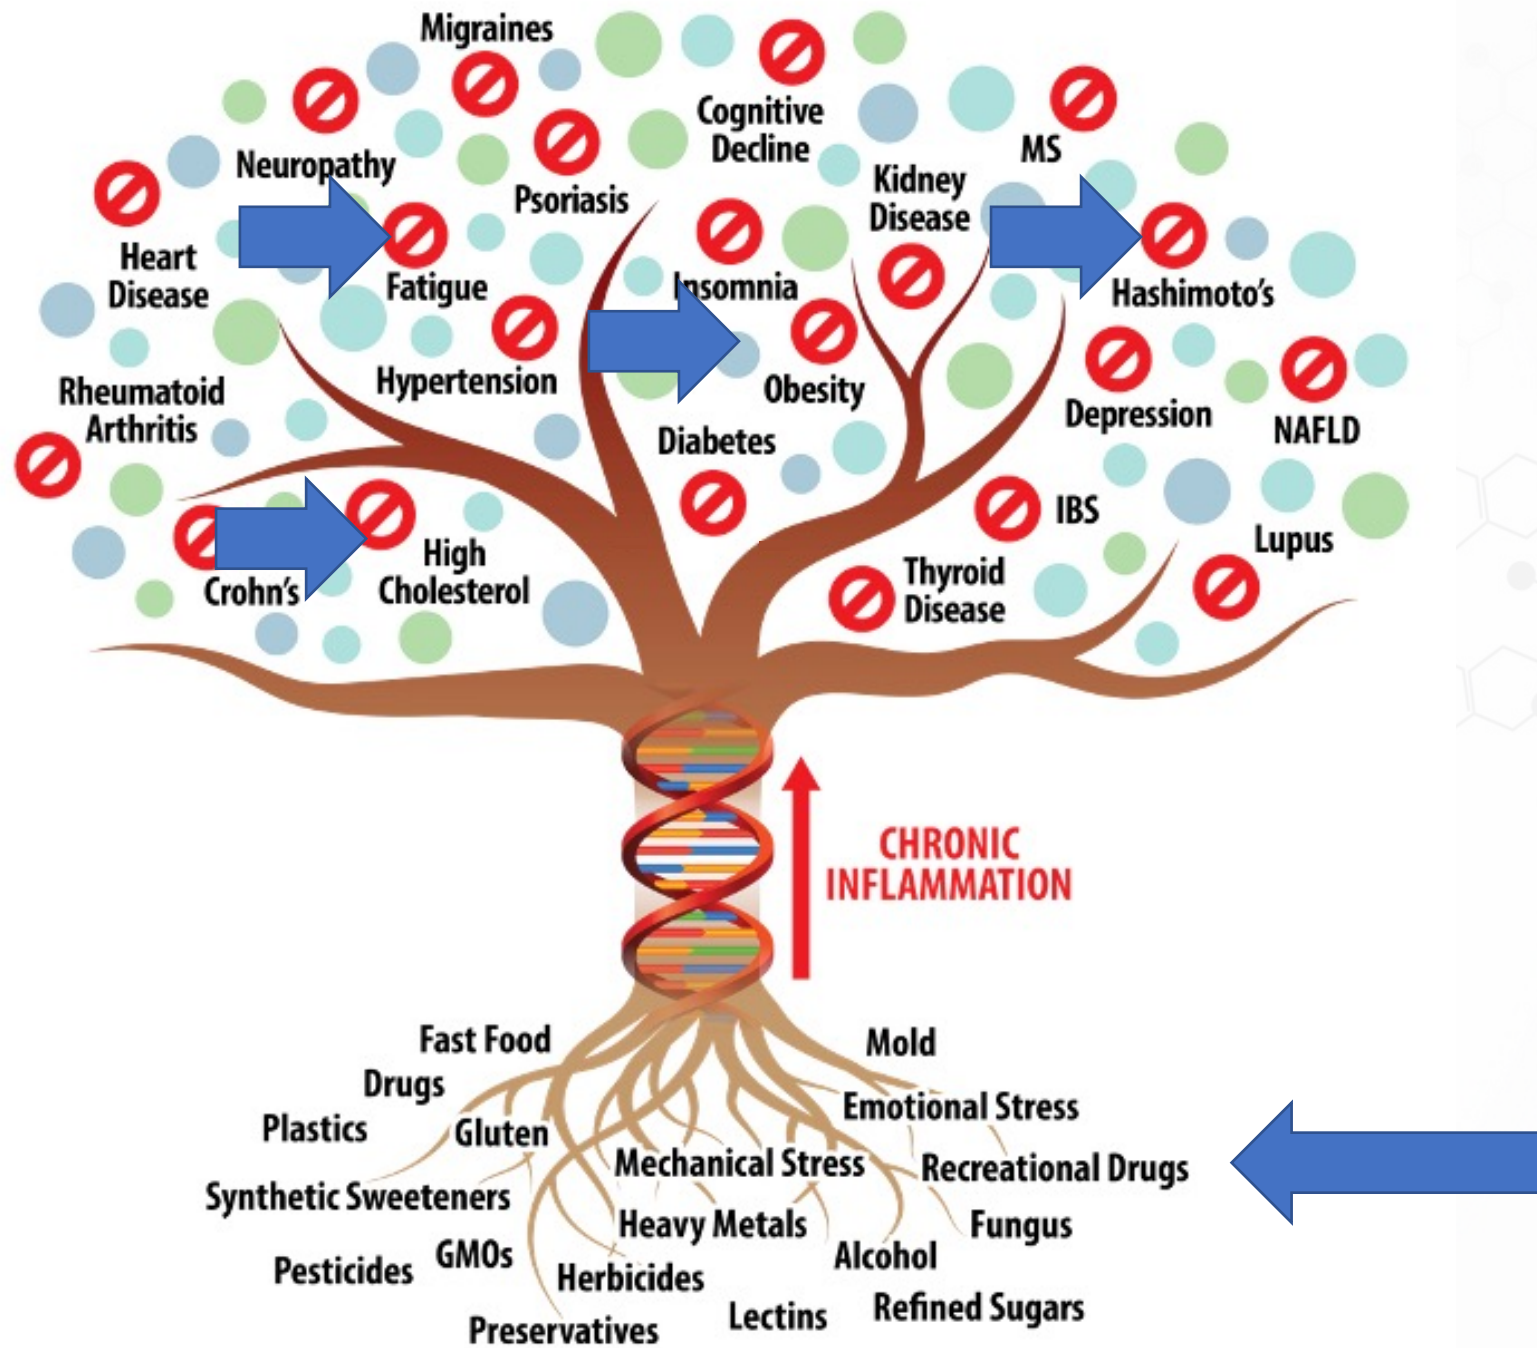 Migraines
Cognitive
Decline
MS
Neuropathy
Psoriasis
Kidney
Disease
Heart
Disease
Fatigue
Insomnia
Hashimoto's
Rheumatoid
Arthritis
Hypertension
Obesity
Depression
NAFLD
Diabetes
IBS
Lupus
Crohn's
High
Cholesterol
Thyroid
Disease
CHRONIC
INFLAMMATION
Fast Food
Mold
Drugs
Emotional Stress
Plastics
Gluten
Mechanical Stress
Recreational Drugs
Synthetic Sweeteners
Heavy Metals
Fungus
GMOs
Alcohol
Pesticides
Herbicides
Lectins
Refined Sugars
Preservatives